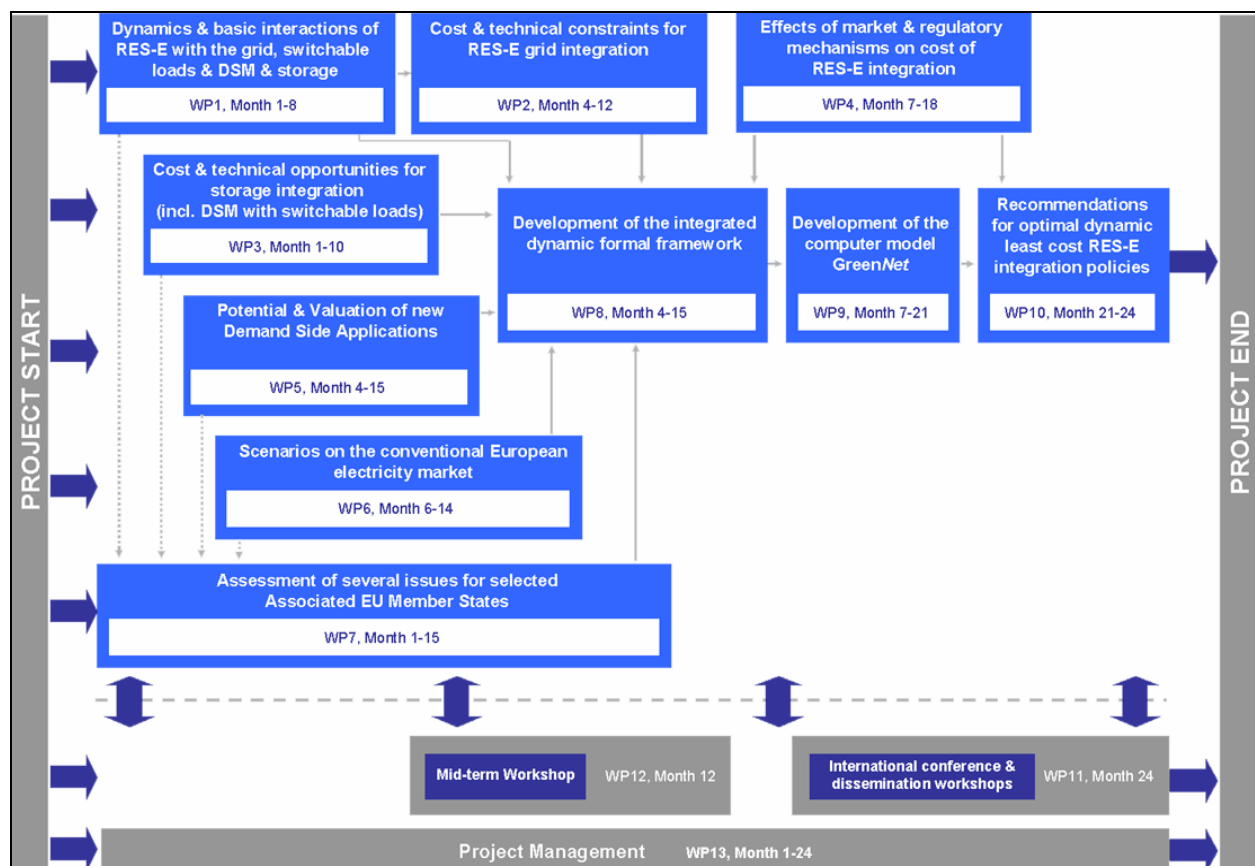 PROJECT START
Dynamics & basic interactions of
RES-E with the grid, switchable
loads & DSM & storage
WP1, Month 1-8
Cost & technical constraints for
RES-E grid integration
WP2, Month 4-12
Effects of market & regulatory
mechanisms on cost of
RES-E integration
WP4, Month 7-18
Cost & technical opportunities for
storage integration
(incl. DSM with switchable loads)
WP3, Month 1-10
Development of the integrated
dynamic formal framework
WP8, Month 4-15
Development of the
computer model
GreenNet
WP9, Month 7-21
Recommendations
for optimal dynamic
least cost RES-E
integration policies
WP10, Month 21-24
Potential & Valuation of new
Demand Side Applications
WP5, Month 4-15
Scenarios on the conventional European
electricity market
WP6, Month 6-14
Assessment of several issues for selected
Associated EU Member States
WP7, Month 1-15
Mid-term Workshop
WP12, Month 12
International conference &
dissemination workshops
WP11, Month 24
Project Management WP13, Month 1-24
PROJECT END